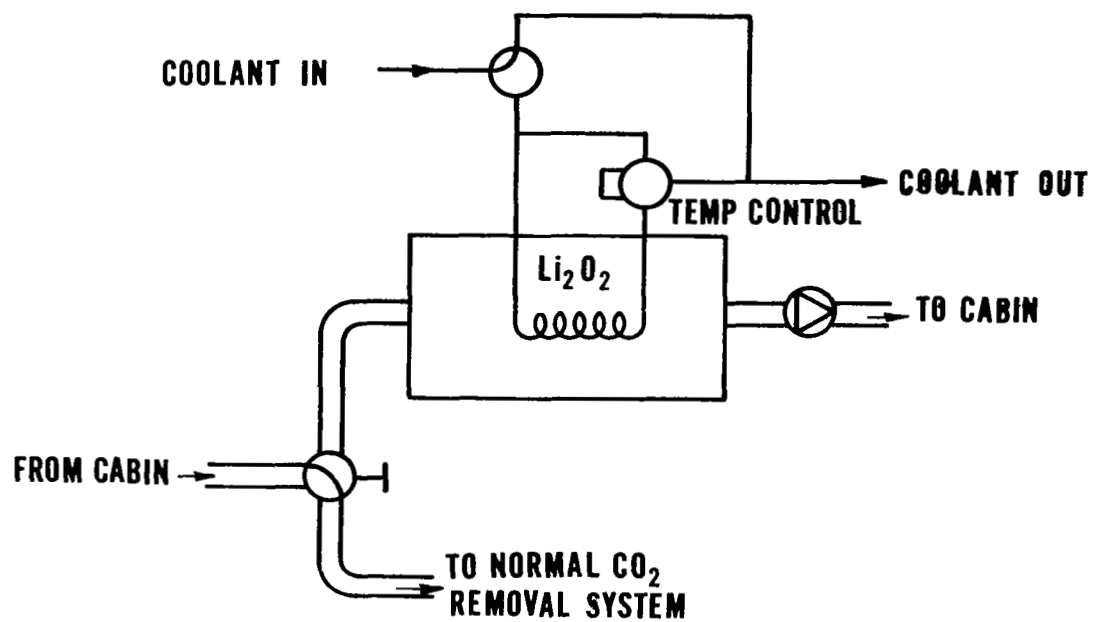 COOLANT IN
COOLANT OUT
TEMP CONTROL
Li₂O₂
TO CABIN
FROM CABIN
TO NORMAL CO₂
REMOVAL SYSTEM